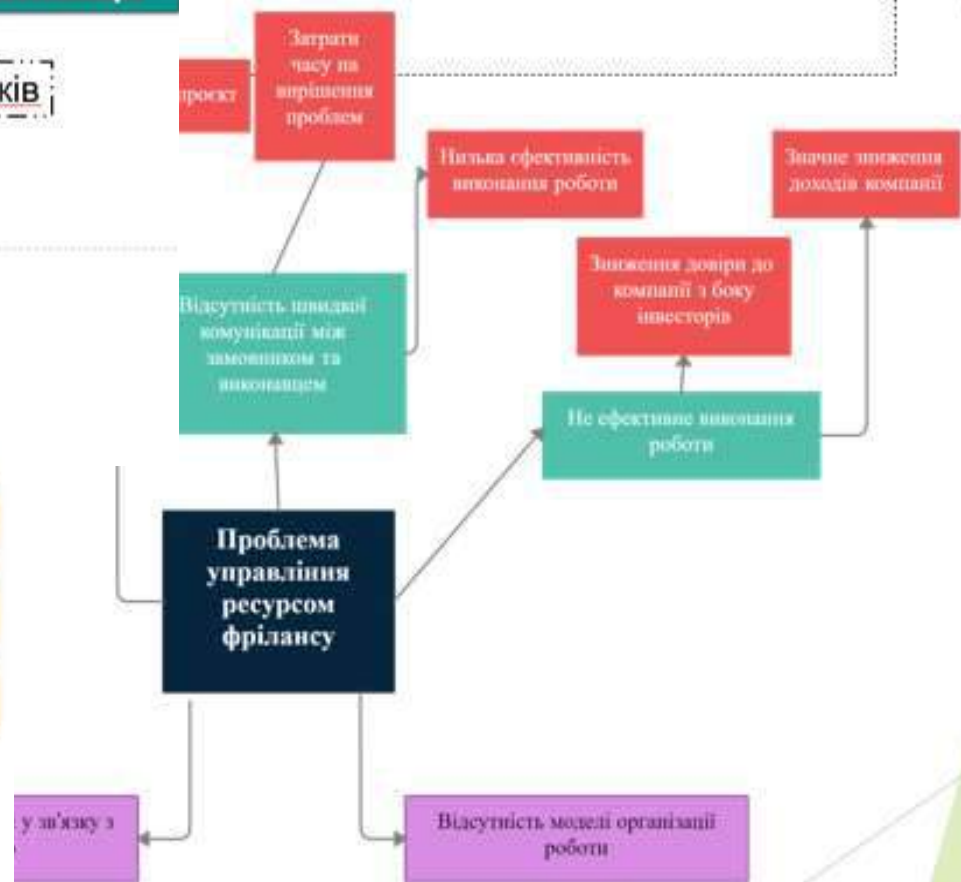 ків
проєкт
Затрати
часу на
вирішення
проблем
Низька ефективність
виконання роботи
Значне зниження
доходів компанії
Зниження довіри до
компанії з боку
інвесторів
Відсутність швидкої
комунікації між
замовником та
виконавцем
Не ефективне виконання
роботи
Проблема
управління
ресурсом
фрілансу
у зв'язку з
Відсутність моделі організації
роботи